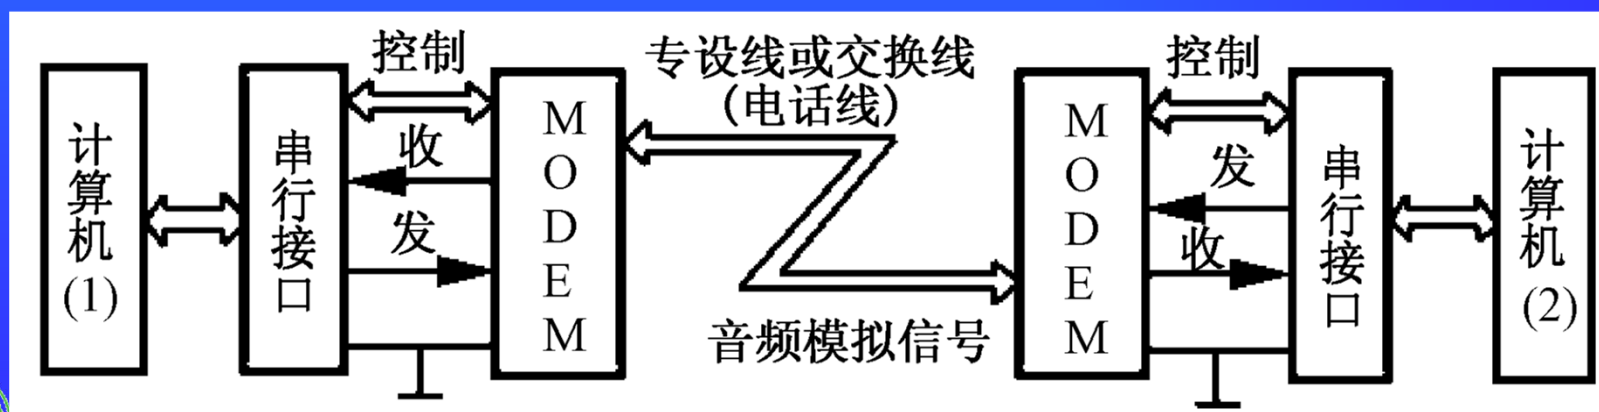 计算机(1)
串行接口
控制
收
发
MODEM
专设线或交换线
(电话线)
音频模拟信号
MODEM
控制
发
收
串行接口
计算机(2)